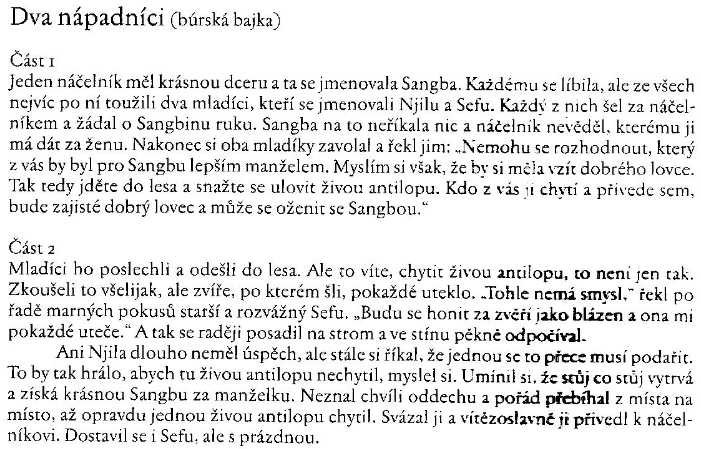 Dva nápadníci (búrská bajka)
Část 1
Jeden náčelník měl krásnou dceru a ta se jmenovala Sangba. Každému se líbila, ale ze všech
nejvíc po ní toužili dva mladíci, kteří se jmenovali Njilu a Sefu. Každý z nich šel za náčel-
níkem a žádal o Sangbinu ruku. Sangba na to neříkala nic a náčelník nevěděl, kterému ji
má dát za ženu. Nakonec si oba mladíky zavolal a řekl jim: „Nemohu se rozhodnout, který
z vás by byl pro Sangbu lepším manželem. Myslím si však, že by si měla vzít dobrého lovce.
Tak tedy jděte do lesa a snažte se ulovit živou antilopu. Kdo z vás ji chytí a přivede sem,
bude zajisté dobrý lovec a může se oženit se Sangbou.“
Část 2
Mladíci ho poslechli a odešli do lesa. Ale to víte, chytit živou antilopu, to není jen tak.
Zkoušeli to všelijak, ale zvíře, po kterém šli, pokaždé uteklo. „Tohle nemá smysl,“ řekl po
řadě marných pokusů starší a rozvážný Sefu. „Budu se honit za zvěří jako blázen a ona mi
pokaždé uteče.“ A tak se raději posadil na strom a ve stínu pěkně odpočíval.
Ani Njila dlouho neměl úspěch, ale stále si říkal, že jednou se to přece musí podařit.
To by tak hrálo, abych tu živou antilopu nechytil, myslel si. Umínil si, že stůj co stůj vytrvá
a získá krásnou Sangbu za manželku. Neznal chvíli oddechu a pořád přebíhal z místa na
místo, až opravdu jednou živou antilopu chytil. Svázal ji a vítězoslavně ji přivedl k náčel-
níkovi. Dostavil se i Sefu, ale s prázdnou.